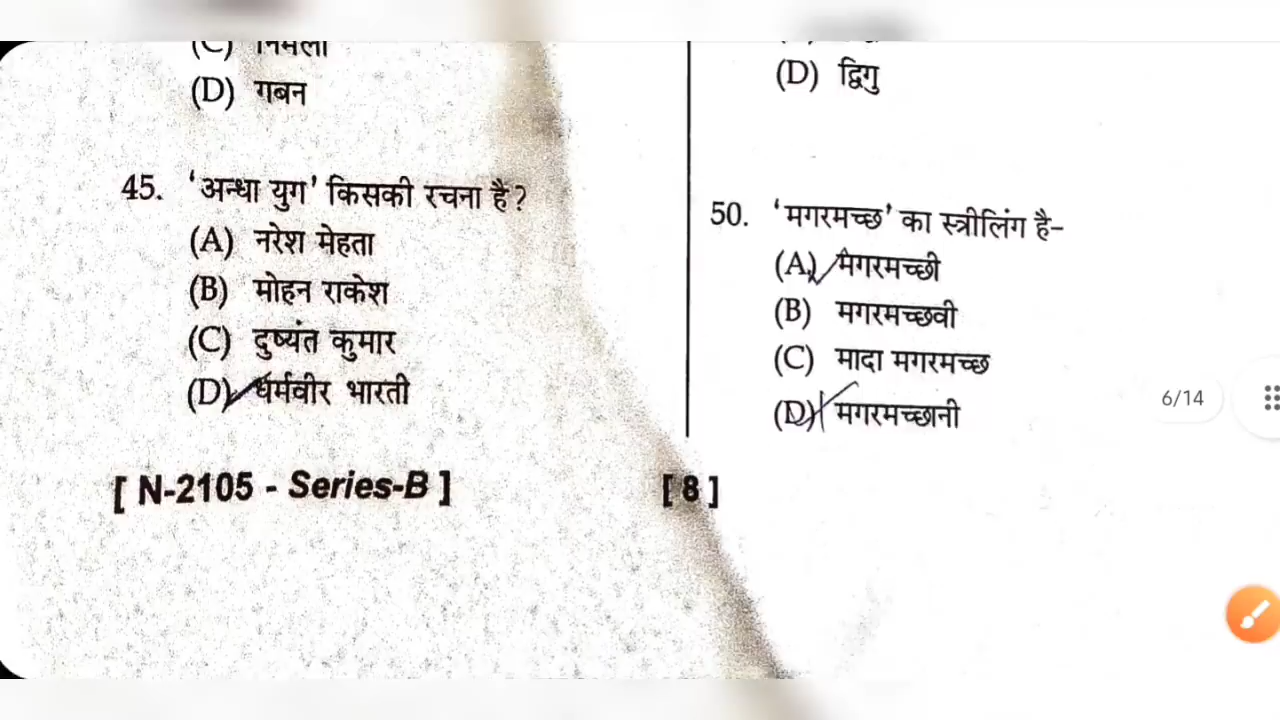 (C) निर्मला
(D) गबन
45. 'अन्धा युग' किसकी रचना है?
(A) नरेश मेहता
(B) मोहन राकेश
(C) दुष्यंत कुमार
(D) धर्मवीर भारती
[ N-2105 - Series-B ]
[ 8 ]
(D) द्विगु
50. 'मगरमच्छ' का स्त्रीलिंग है-
(A) मगरमच्छी
(B) मगरमच्छवी
(C) मादा मगरमच्छ
(D) मगरमच्छानी
6/14